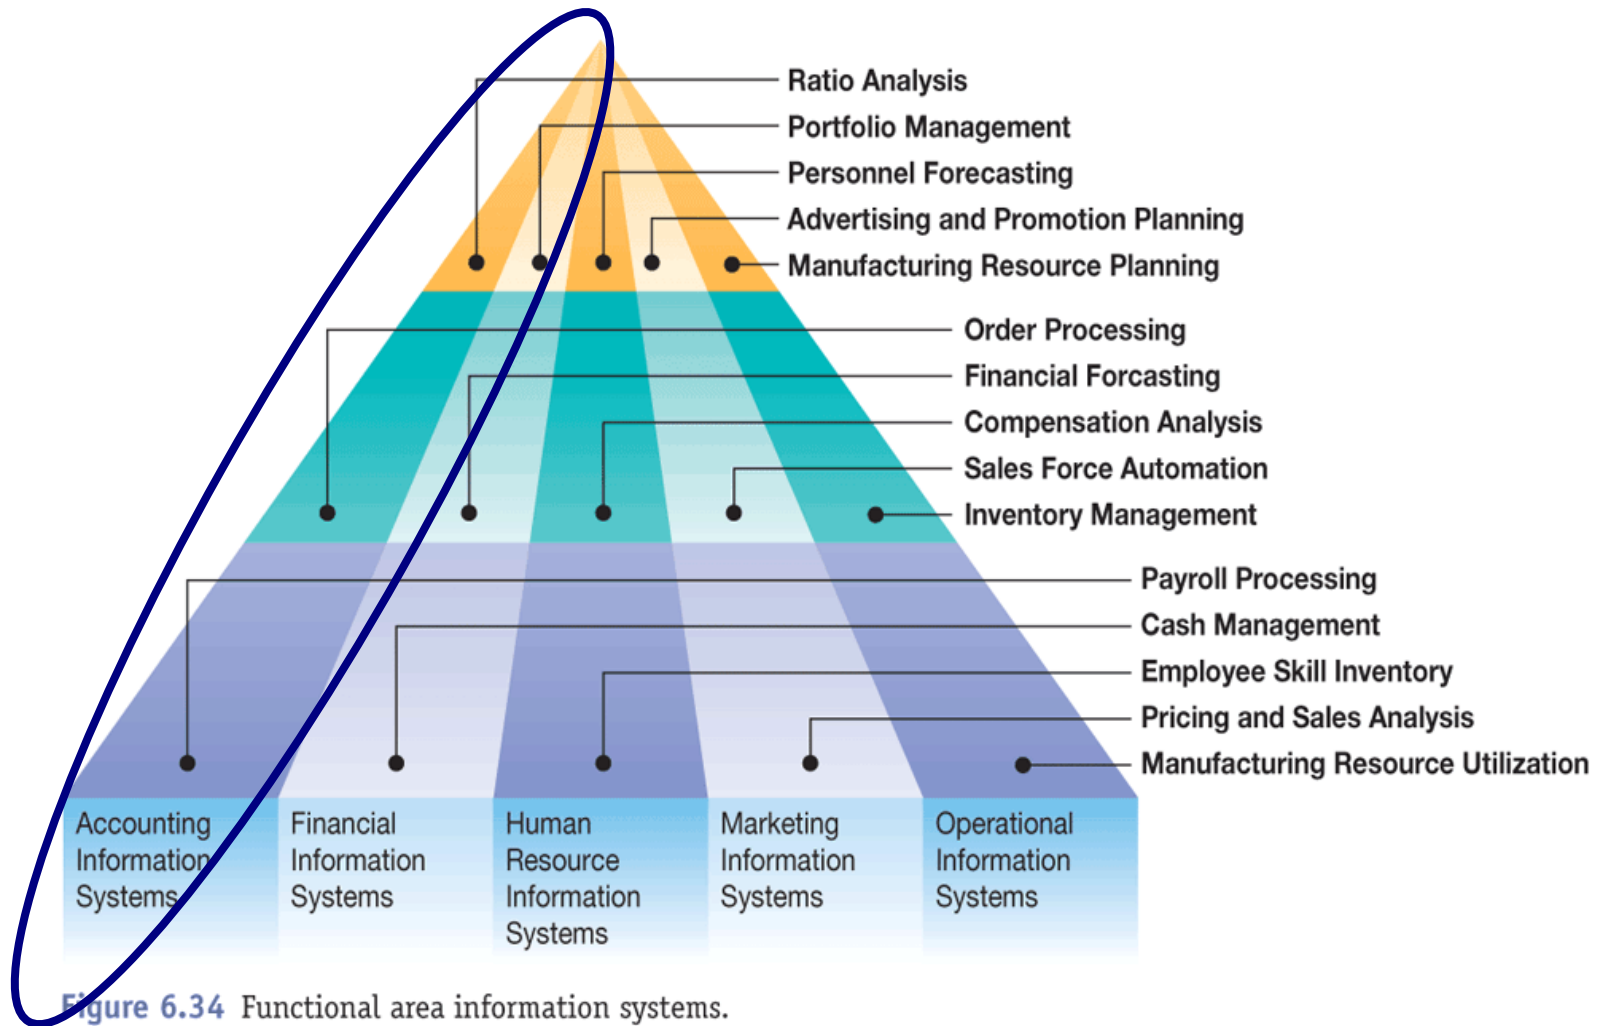 Ratio Analysis
Portfolio Management
Personnel Forecasting
Advertising and Promotion Planning
Manufacturing Resource Planning
Order Processing
Financial Forcasting
Compensation Analysis
Sales Force Automation
Inventory Management
Payroll Processing
Cash Management
Employee Skill Inventory
Pricing and Sales Analysis
Manufacturing Resource Utilization
Accounting
Information
Systems
Financial
Information
Systems
Human
Resource
Information
Systems
Marketing
Information
Systems
Operational
Information
Systems
Figure 6.34 Functional area information systems.